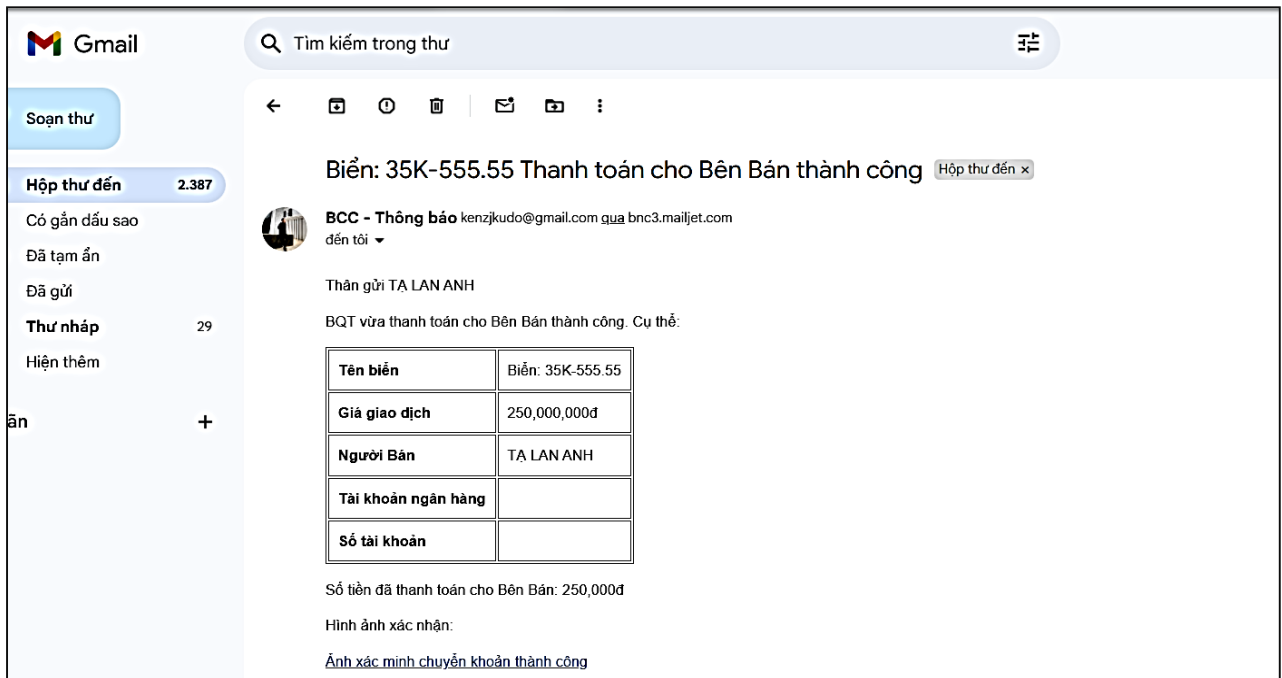 Gmail
Tìm kiếm trong thư
Soạn thư
Hộp thư đến 2.387
Có gắn dấu sao
Đã tạm ẩn
Đã gửi
Thư nháp 29
Hiện thêm
ãn +
Biển: 35K-555.55 Thanh toán cho Bên Bán thành công Hộp thư đến x
BCC - Thông báo kenzjkudo@gmail.com qua bnc3.mailjet.com
đến tôi
Thân gửi TẠ LAN ANH
BQT vừa thanh toán cho Bên Bán thành công. Cụ thể:
Tên biển Biển: 35K-555.55
Giá giao dịch 250,000,000đ
Người Bán TẠ LAN ANH
Tài khoản ngân hàng
Số tài khoản
Số tiền đã thanh toán cho Bên Bán: 250,000đ
Hình ảnh xác nhận:
Ảnh xác minh chuyển khoản thành công